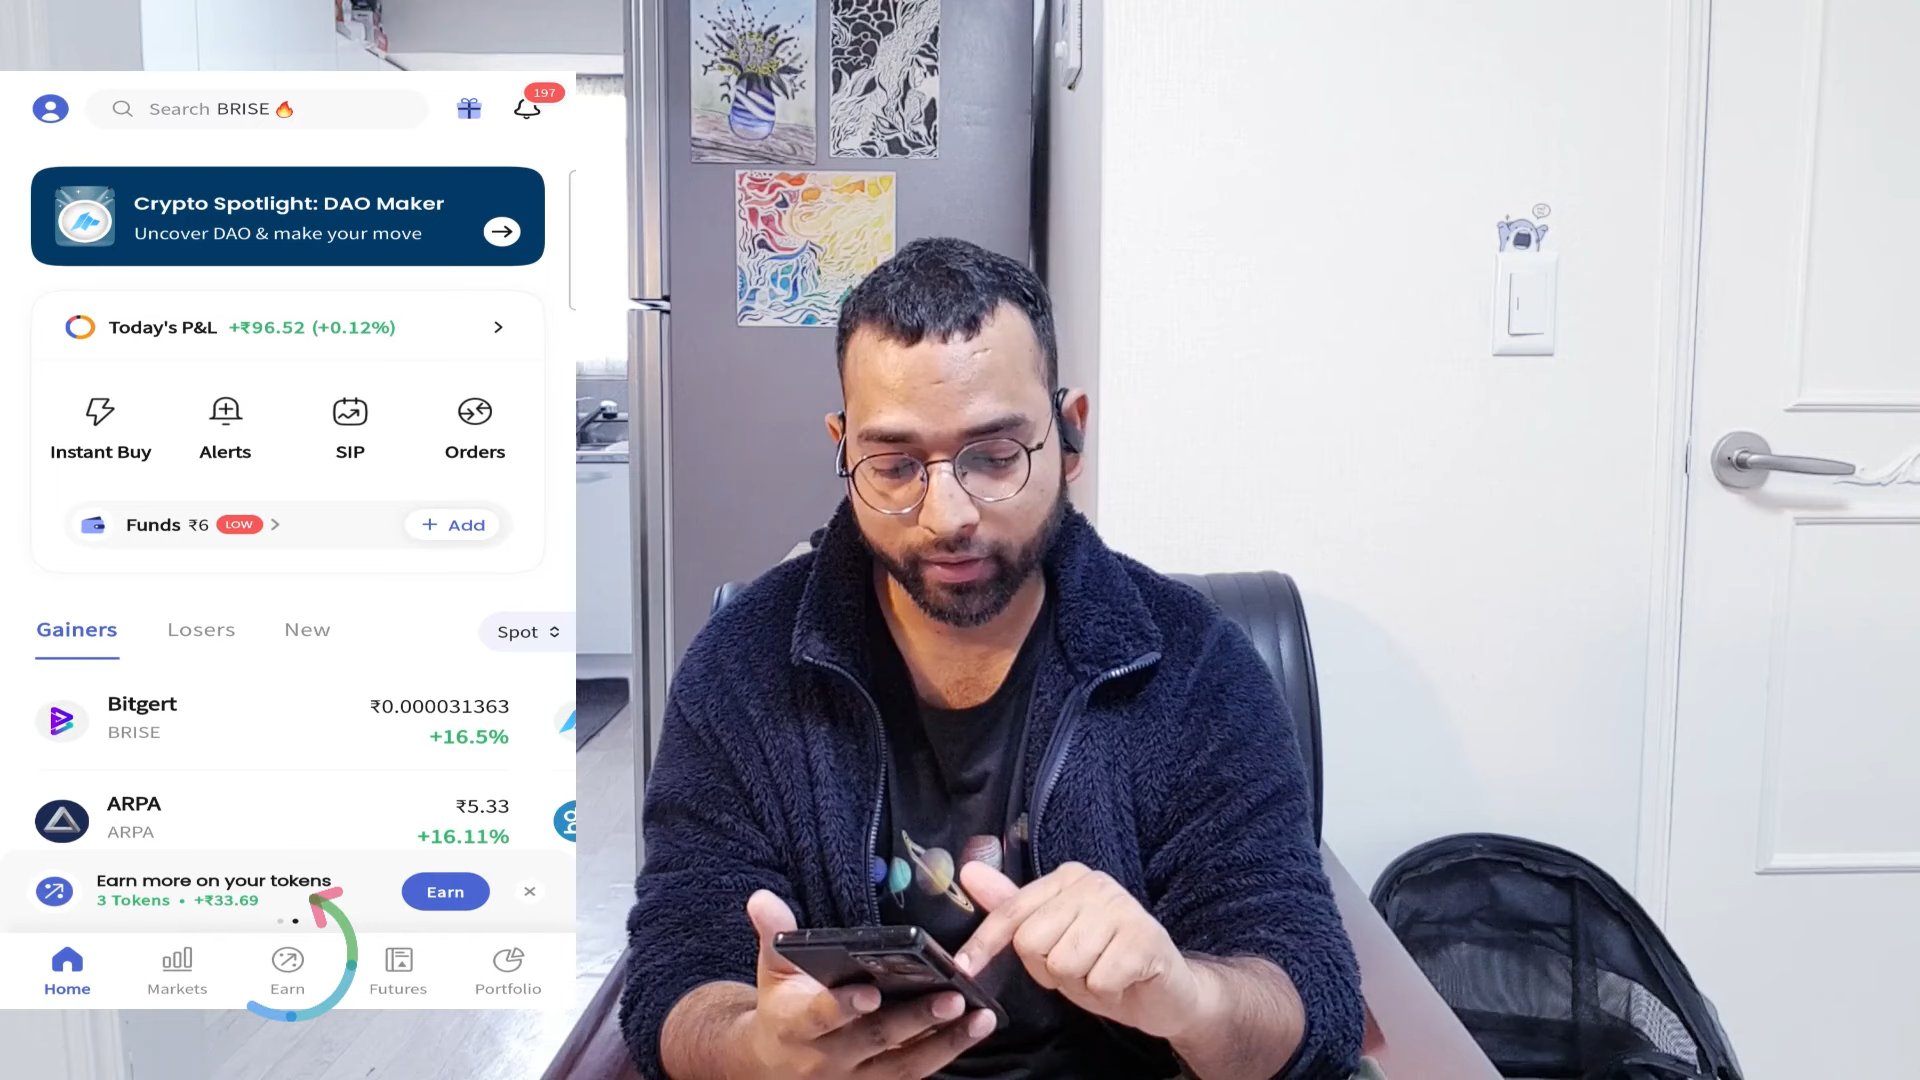 Search BRISE 🔥
197
Crypto Spotlight: DAO Maker
Uncover DAO & make your move
Today's P&L +₹96.52 (+0.12%)
Instant Buy Alerts SIP Orders
Funds ₹6 LOW + Add
Gainers Losers New Spot
Bitgert ₹0.000031363
BRISE +16.5%
ARPA ₹5.33
ARPA +16.11%
Earn more on your tokens
3 Tokens • +₹33.69
Earn
Home Markets Earn Futures Portfolio